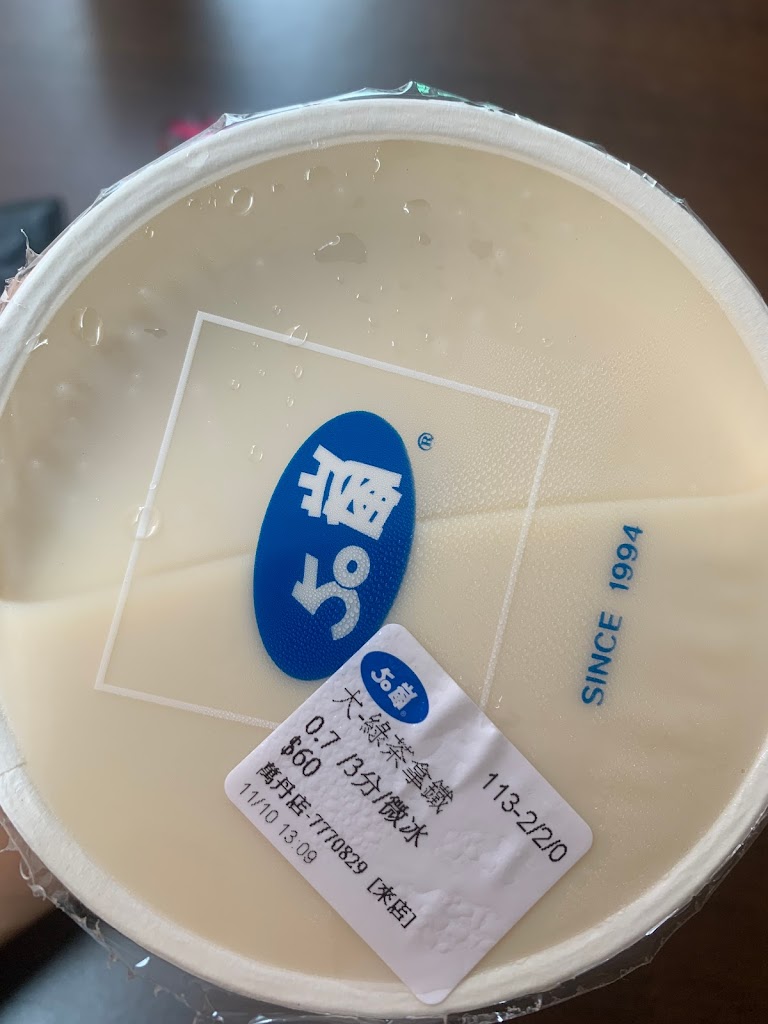 50嵐
®
SINCE 1994
50嵐
®
113-2/2/0
大-綠茶拿鐵
0.7 /3分/微冰
$60
萬丹店 7770829 [來店]
11/10 13:09